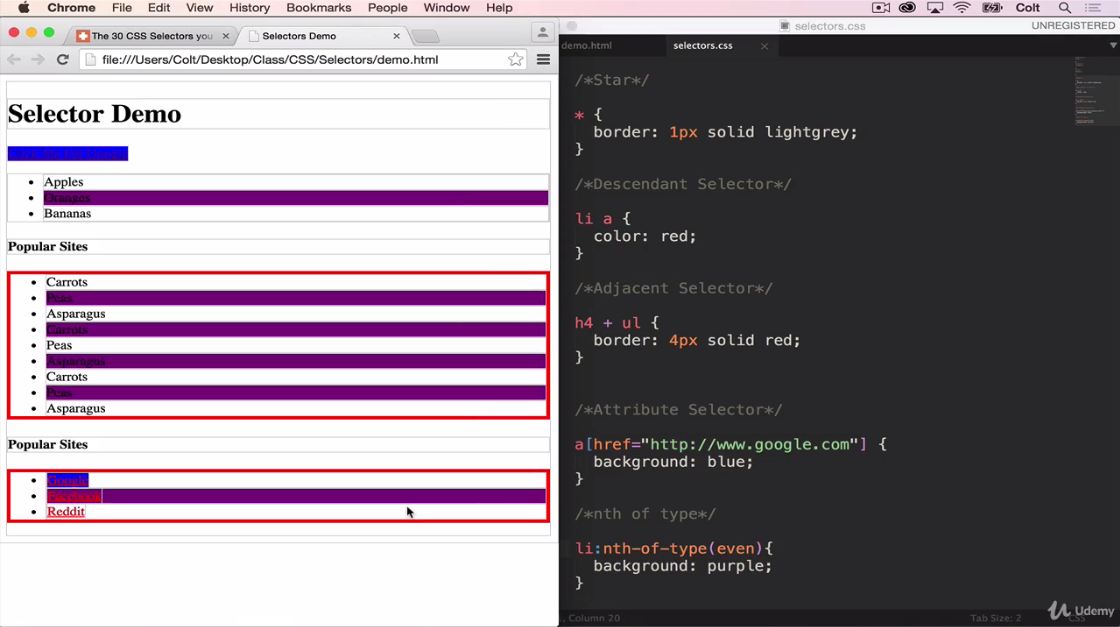 Chrome File Edit View History Bookmarks People Window Help Colt
The 30 CSS Selectors you
Selectors Demo
file:///Users/Colt/Desktop/Class/CSS/Selectors/demo.html
selectors.css
UNREGISTERED
demo.html
selectors.css
Selector Demo
Apples
Oranges
Bananas
Popular Sites
Carrots
Peas
Asparagus
Carrots
Peas
Asparagus
Carrots
Peas
Asparagus
Popular Sites
Google
Facebook
Reddit
/*Star*/
* {
border: 1px solid lightgrey;
}
/*Descendant Selector*/
li a {
color: red;
}
/*Adjacent Selector*/
h4 + ul {
border: 4px solid red;
}
/*Attribute Selector*/
a[href="http://www.google.com"] {
background: blue;
}
/*nth of type*/
li:nth-of-type(even){
background: purple;
}
, Column 20
Tab Size: 2
CSS
Udemy